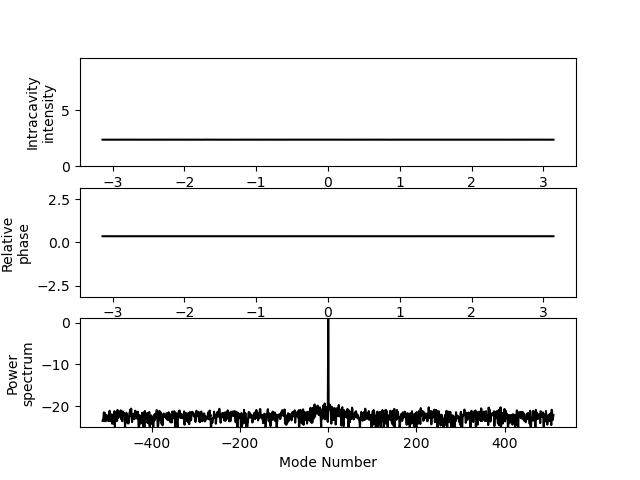 Intracavity
intensity
5
0
−3 −2 −1 0 1 2 3
Relative
phase
2.5
0.0
−2.5
−3 −2 −1 0 1 2 3
Power
spectrum
0
−10
−20
−400 −200 0 200 400
Mode Number